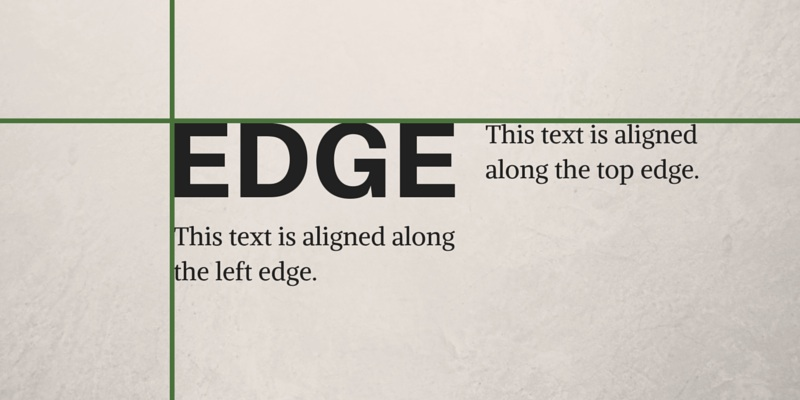 EDGE
This text is aligned
along the top edge.
This text is aligned along
the left edge.